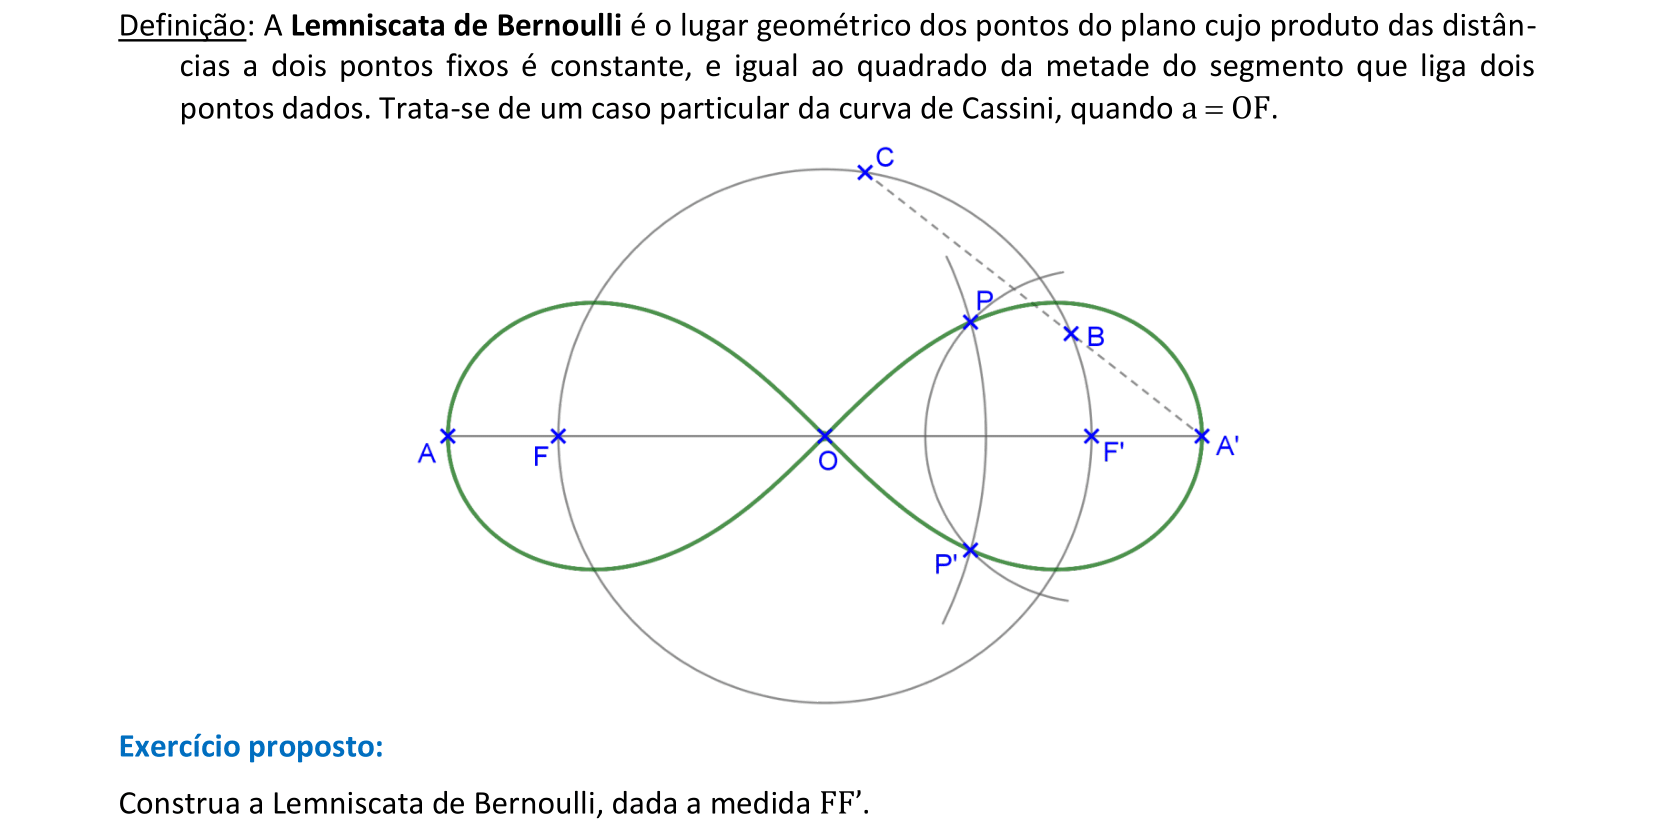 Definição: A Lemniscata de Bernoulli é o lugar geométrico dos pontos do plano cujo produto das distân-
cias a dois pontos fixos é constante, e igual ao quadrado da metade do segmento que liga dois
pontos dados. Trata-se de um caso particular da curva de Cassini, quando a = OF.
C
P
B
A
F
O
F'
A'
P'
Exercício proposto:
Construa a Lemniscata de Bernoulli, dada a medida FF’.